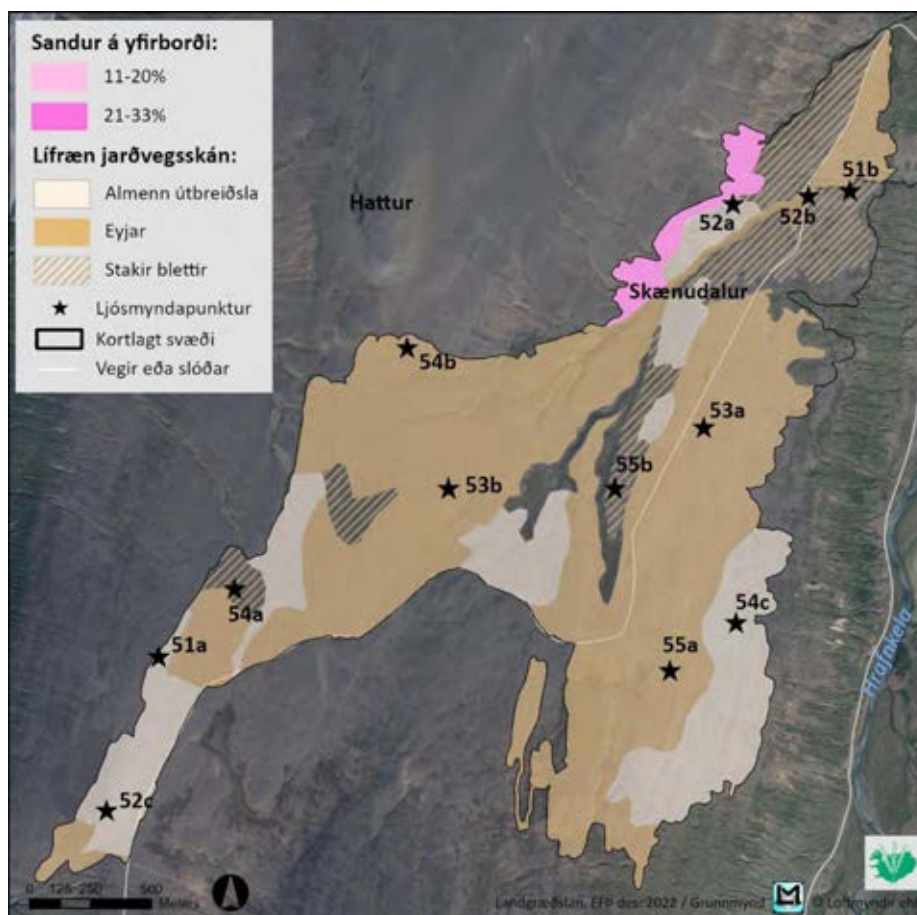 Sandur á yfirborði:
11-20%
21-33%
Lífræn jarðvegsskán:
Almenn útbreiðsla
Eyjar
Stakir blettir
Ljósmyndapunktur
Kortlagt svæði
Vegir eða slóðar
Hattur
51b
52a
52b
Skænudalur
54b
53a
53b
55b
54a
54c
51a
55a
Hrafnkela
52c
0 125 250 500
Meters
Landgræðslan, EFÞ des. 2022 / Grunnmynd
© Loftmyndir ehf